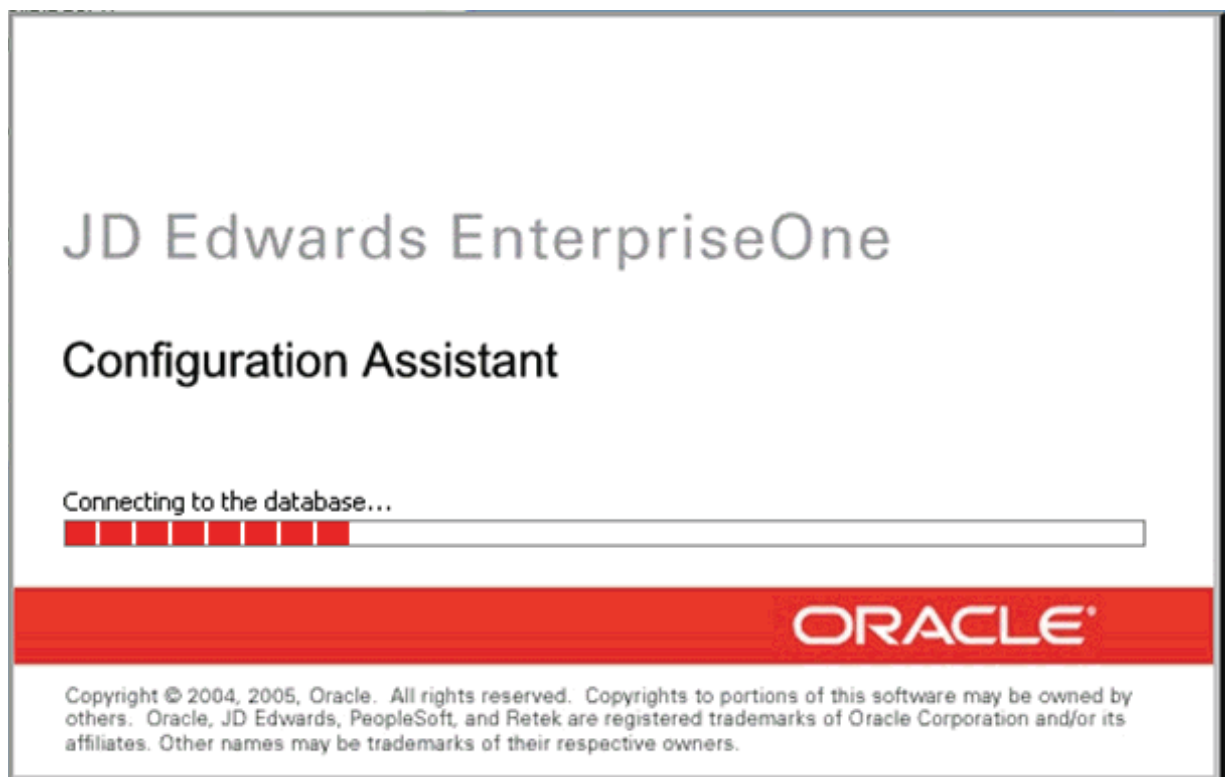 JD Edwards EnterpriseOne
Configuration Assistant
Connecting to the database...
ORACLE
Copyright © 2004, 2005, Oracle.  All rights reserved.  Copyrights to portions of this software may be owned by
others.  Oracle, JD Edwards, PeopleSoft, and Retek are registered trademarks of Oracle Corporation and/or its
affiliates. Other names may be trademarks of their respective owners.